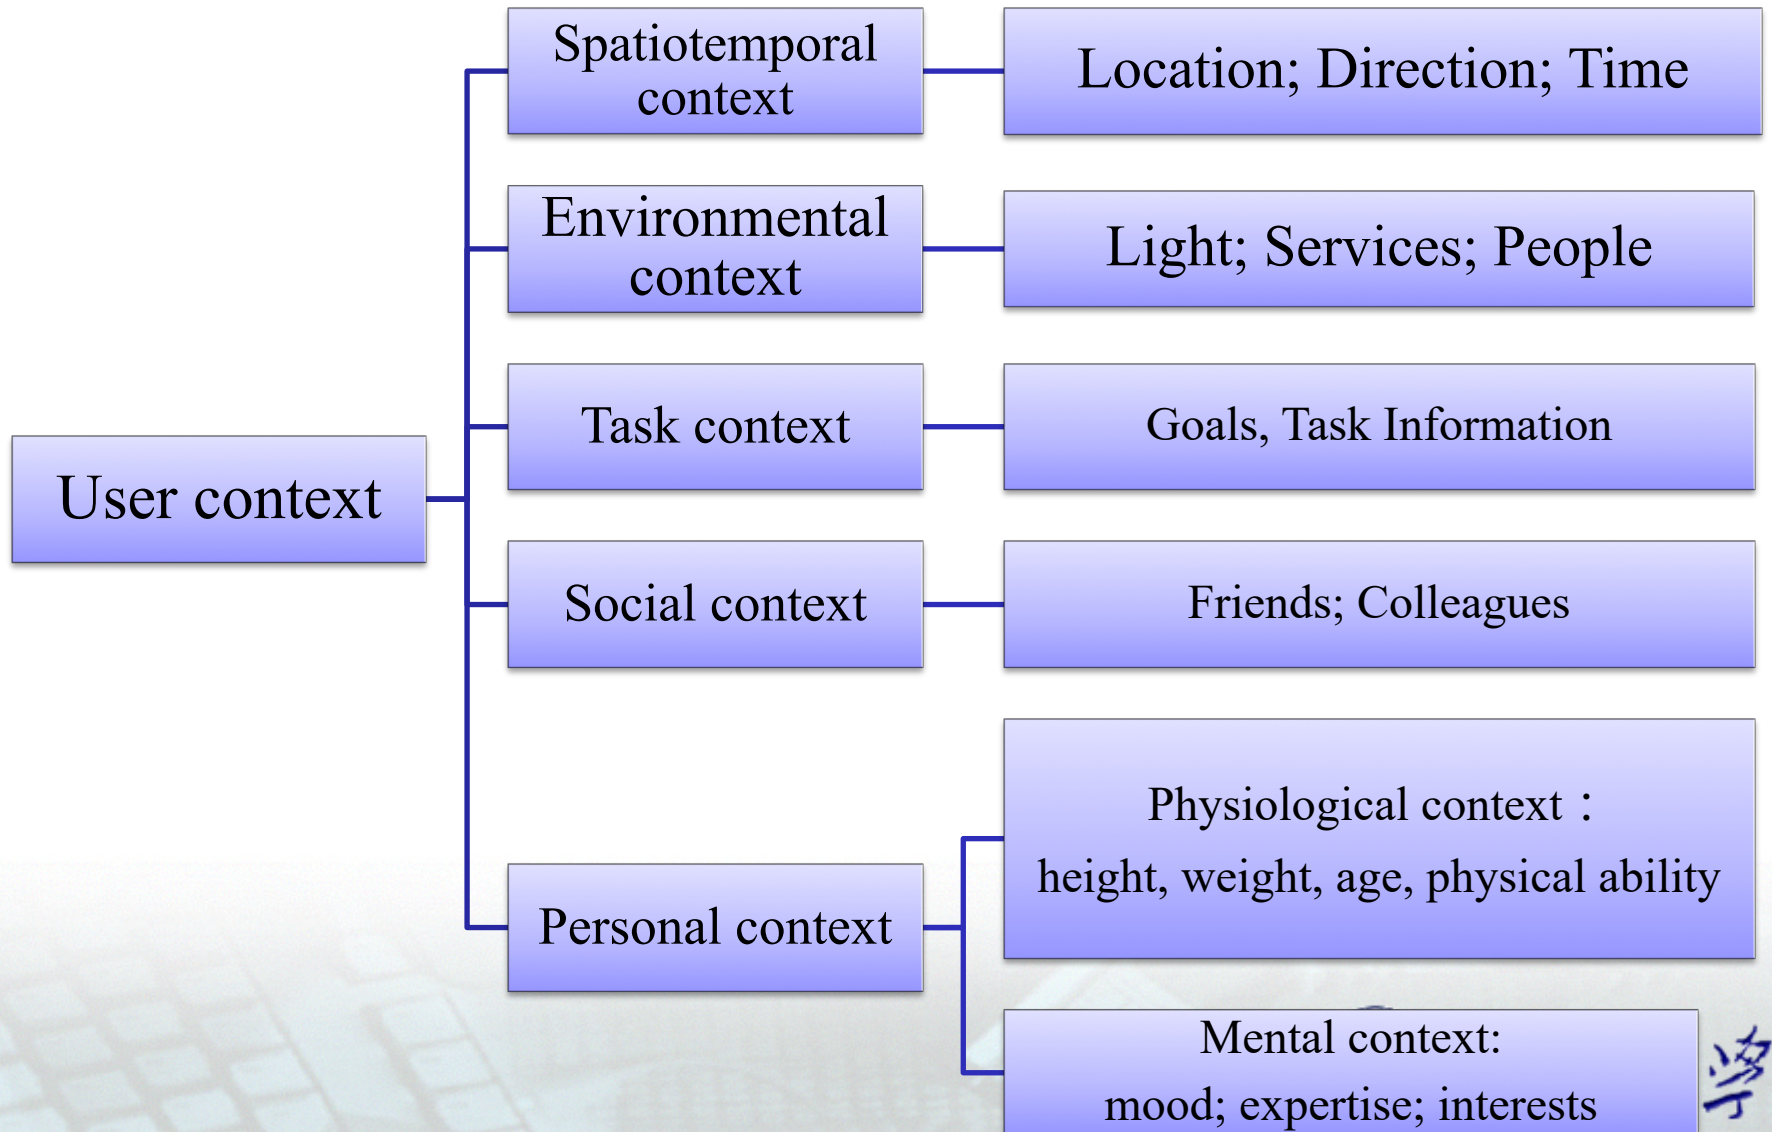 Spatiotemporal
context
Location; Direction; Time
Environmental
context
Light; Services; People
Task context
Goals, Task Information
User context
Social context
Friends; Colleagues
Personal context
Physiological context：
height, weight, age, physical ability
Mental context:
mood; expertise; interests
学